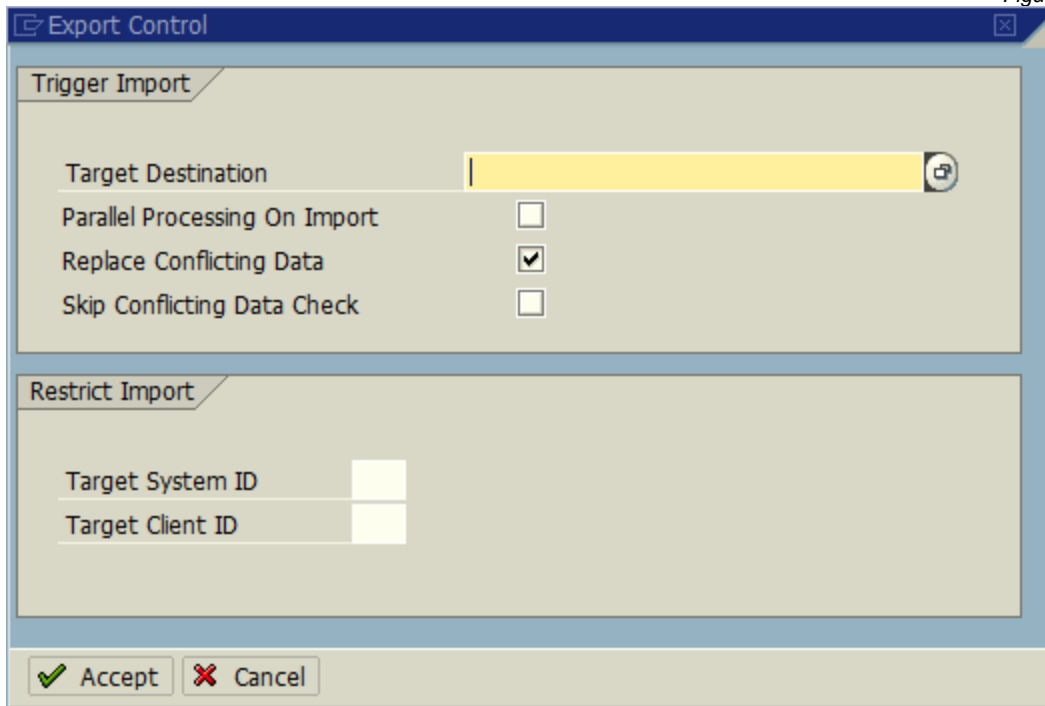 Figu
Export Control
Trigger Import
Target Destination
Parallel Processing On Import
Replace Conflicting Data
Skip Conflicting Data Check
Restrict Import
Target System ID
Target Client ID
Accept Cancel